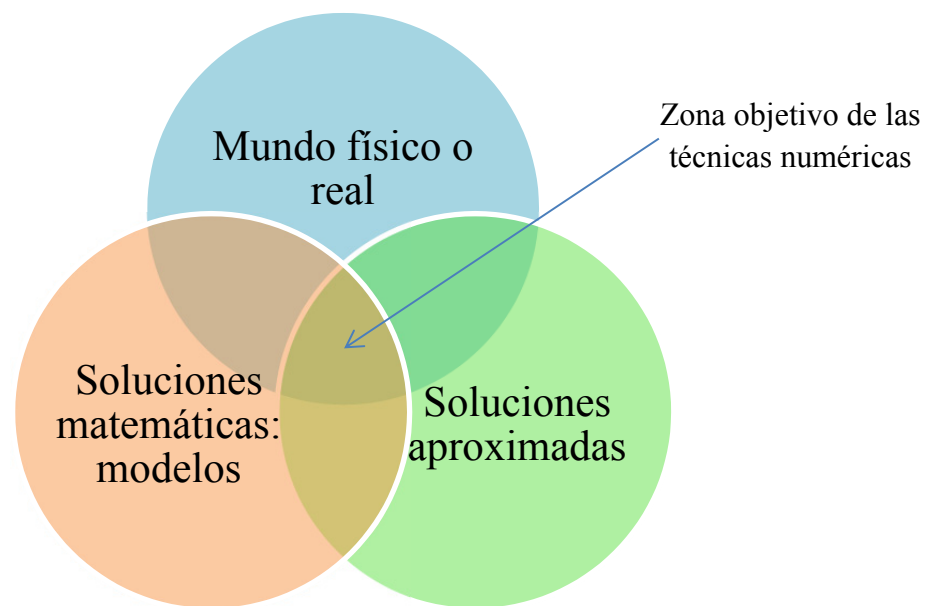 Mundo físico o
real
Zona objetivo de las
técnicas numéricas
Soluciones
matemáticas:
modelos
Soluciones
aproximadas